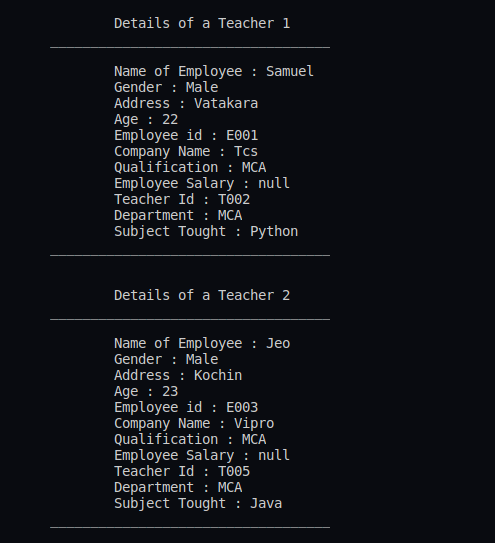 Details of a Teacher 1
Name of Employee : Samuel
Gender : Male
Address : Vatakara
Age : 22
Employee id : E001
Company Name : Tcs
Qualification : MCA
Employee Salary : null
Teacher Id : T002
Department : MCA
Subject Tought : Python
Details of a Teacher 2
Name of Employee : Jeo
Gender : Male
Address : Kochin
Age : 23
Employee id : E003
Company Name : Vipro
Qualification : MCA
Employee Salary : null
Teacher Id : T005
Department : MCA
Subject Tought : Java